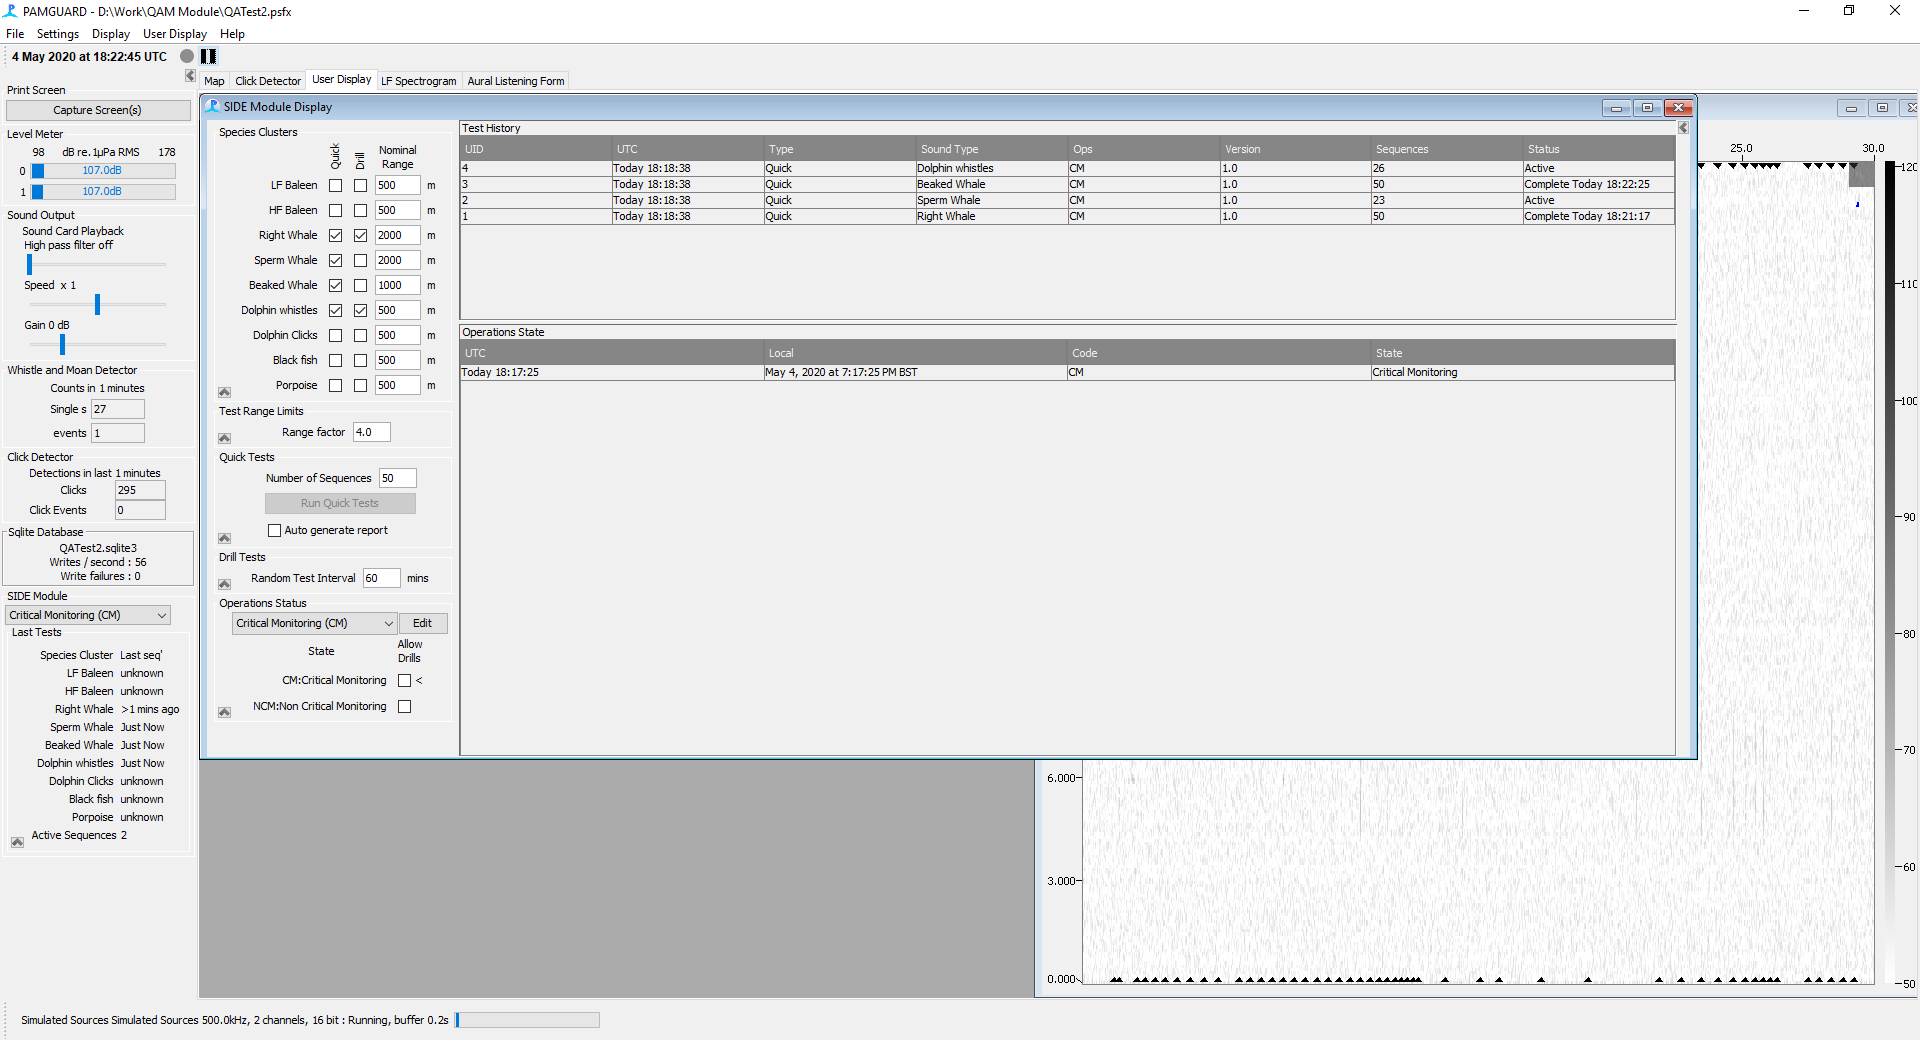 PAMGUARD - D:\Work\QAM Module\QATest2.psfx
File Settings Display User Display Help
4 May 2020 at 18:22:45 UTC
Print Screen
Capture Screen(s)
Level Meter
98 dB re.1µPa RMS 178
0 107.0dB
1 107.0dB
Sound Output
Sound Card Playback
High pass filter off
Speed x 1
Gain 0 dB
Whistle and Moan Detector
Counts in 1 minutes
Single s 27
events 1
Click Detector
Detections in last 1 minutes
Clicks 295
Click Events 0
Sqlite Database
QATest2.sqlite3
Writes / second : 56
Write failures : 0
SIDE Module
Critical Monitoring (CM)
Last Tests
Species Cluster Last seq'
LF Baleen unknown
HF Baleen unknown
Right Whale >1 mins ago
Sperm Whale Just Now
Beaked Whale Just Now
Dolphin whistles Just Now
Dolphin Clicks unknown
Black fish unknown
Porpoise unknown
Active Sequences 2
Map Click Detector User Display LF Spectrogram Aural Listening Form
SIDE Module Display
Species Clusters
Quick Drill Nominal Range
LF Baleen 500 m
HF Baleen 500 m
Right Whale 2000 m
Sperm Whale 2000 m
Beaked Whale 1000 m
Dolphin whistles 500 m
Dolphin Clicks 500 m
Black fish 500 m
Porpoise 500 m
Test Range Limits
Range factor 4.0
Quick Tests
Number of Sequences 50
Run Quick Tests
Auto generate report
Drill Tests
Random Test Interval 60 mins
Operations Status
Critical Monitoring (CM) Edit
State Allow Drills
CM:Critical Monitoring <
NCM:Non Critical Monitoring
Test History
UID UTC Type Sound Type Ops Version Sequences Status
4 Today 18:18:38 Quick Dolphin whistles CM 1.0 26 Active
3 Today 18:18:38 Quick Beaked Whale CM 1.0 50 Complete Today 18:22:25
2 Today 18:18:38 Quick Sperm Whale CM 1.0 23 Active
1 Today 18:18:38 Quick Right Whale CM 1.0 50 Complete Today 18:21:17
Operations State
UTC Local Code State
Today 18:17:25 May 4, 2020 at 7:17:25 PM BST CM Critical Monitoring
25.0 30.0
120
110
100
90
80
70
60
50
6.000
3.000
0.000
Simulated Sources Simulated Sources 500.0kHz, 2 channels, 16 bit : Running, buffer 0.2s